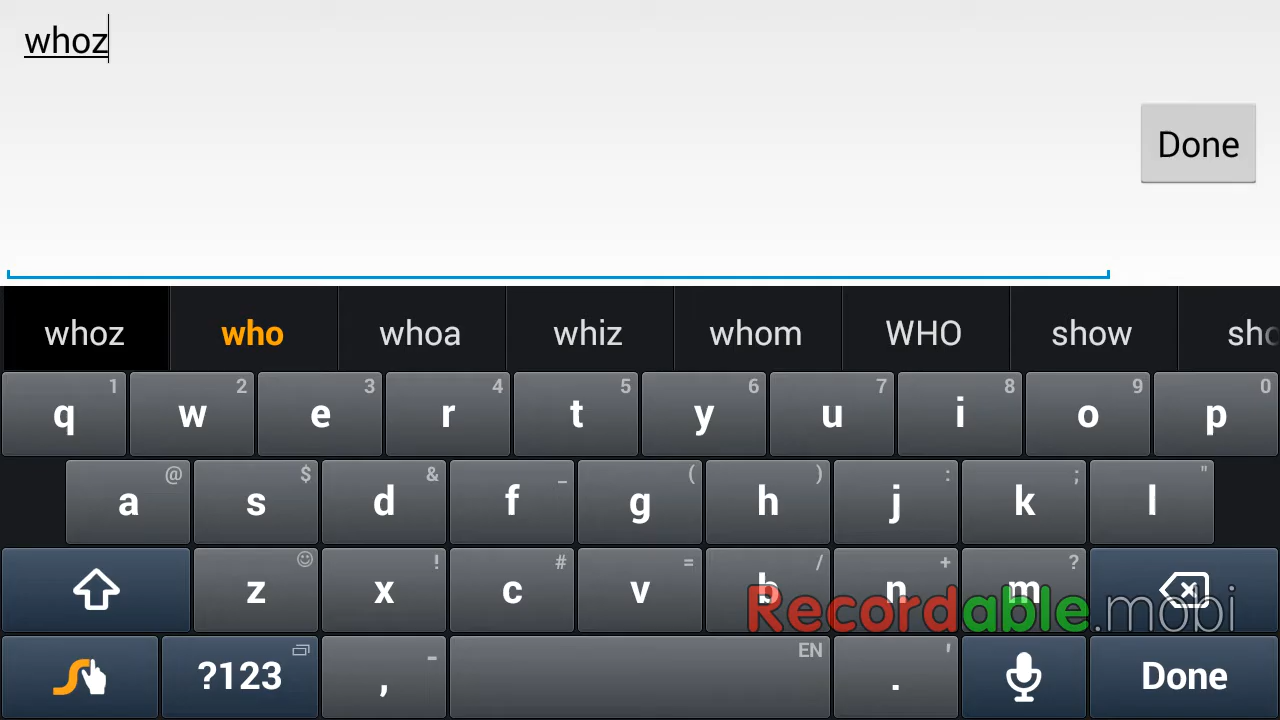 whoz
Done
whoz who whoa whiz whom WHO show sho
q 1 w 2 e 3 r 4 t 5 y 6 u 7 i 8 o 9 p 0
a @ s $ d & f _ g ( h ) j : k ; l "
z x ! c # v = b / n + m ?
Recordable.mobi
?123 , - EN . ' Done